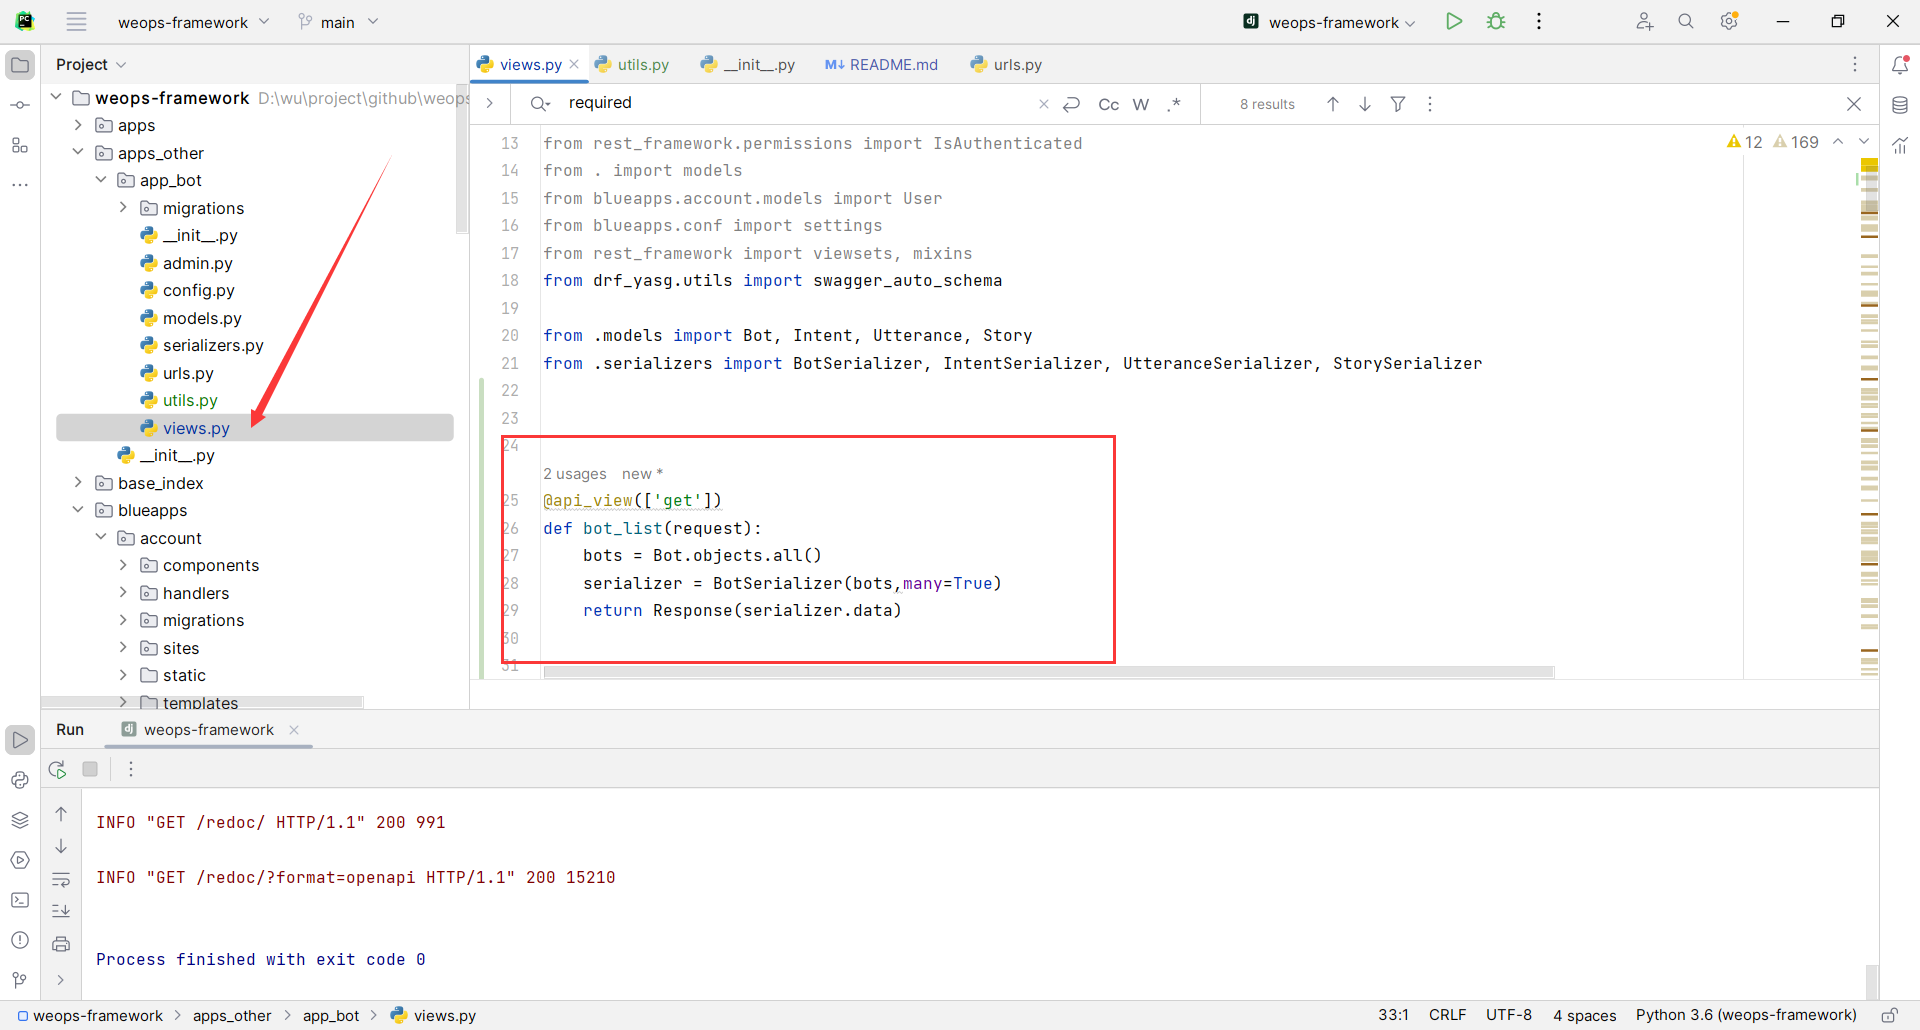 weops-framework
main
weops-framework
Project
weops-framework D:\wu\project\github\weops
apps
apps_other
app_bot
migrations
__init__.py
admin.py
config.py
models.py
serializers.py
urls.py
utils.py
views.py
__init__.py
base_index
blueapps
account
components
handlers
migrations
sites
static
templates
views.py
utils.py
__init__.py
M↓ README.md
urls.py
required
Cc W .*
8 results
12 169
13 from rest_framework.permissions import IsAuthenticated
14 from . import models
15 from blueapps.account.models import User
16 from blueapps.conf import settings
17 from rest_framework import viewsets, mixins
18 from drf_yasg.utils import swagger_auto_schema
19
20 from .models import Bot, Intent, Utterance, Story
21 from .serializers import BotSerializer, IntentSerializer, UtteranceSerializer, StorySerializer
22
23
24
2 usages new *
25 @api_view(['get'])
26 def bot_list(request):
27 bots = Bot.objects.all()
28 serializer = BotSerializer(bots,many=True)
29 return Response(serializer.data)
30
31
Run
weops-framework
INFO "GET /redoc/ HTTP/1.1" 200 991
INFO "GET /redoc/?format=openapi HTTP/1.1" 200 15210
Process finished with exit code 0
weops-framework > apps_other > app_bot > views.py
33:1 CRLF UTF-8 4 spaces Python 3.6 (weops-framework)